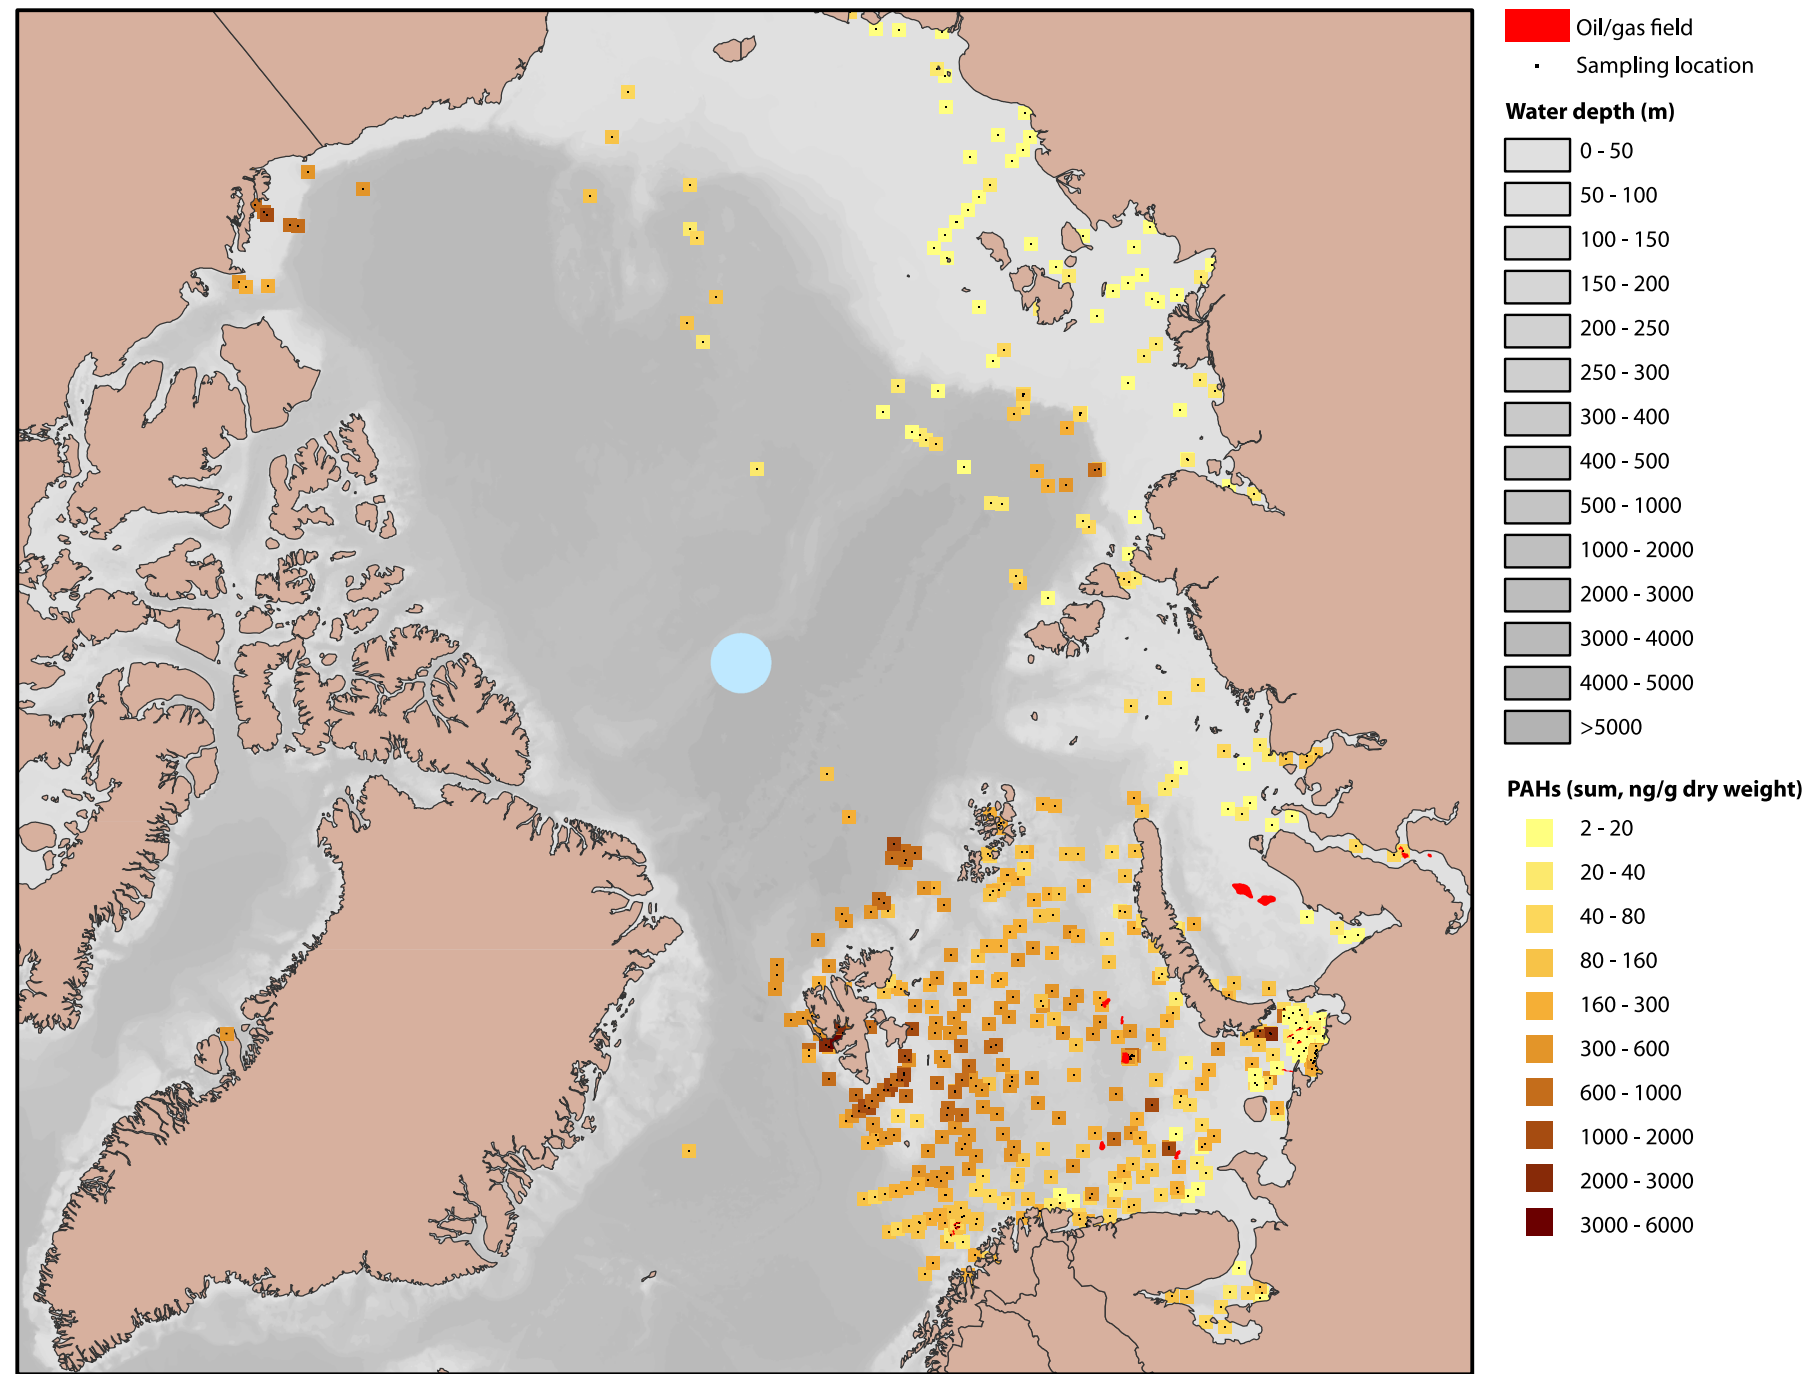 Oil/gas field
Sampling location
Water depth (m)
0 - 50
50 - 100
100 - 150
150 - 200
200 - 250
250 - 300
300 - 400
400 - 500
500 - 1000
1000 - 2000
2000 - 3000
3000 - 4000
4000 - 5000
>5000
PAHs (sum, ng/g dry weight)
2 - 20
20 - 40
40 - 80
80 - 160
160 - 300
300 - 600
600 - 1000
1000 - 2000
2000 - 3000
3000 - 6000